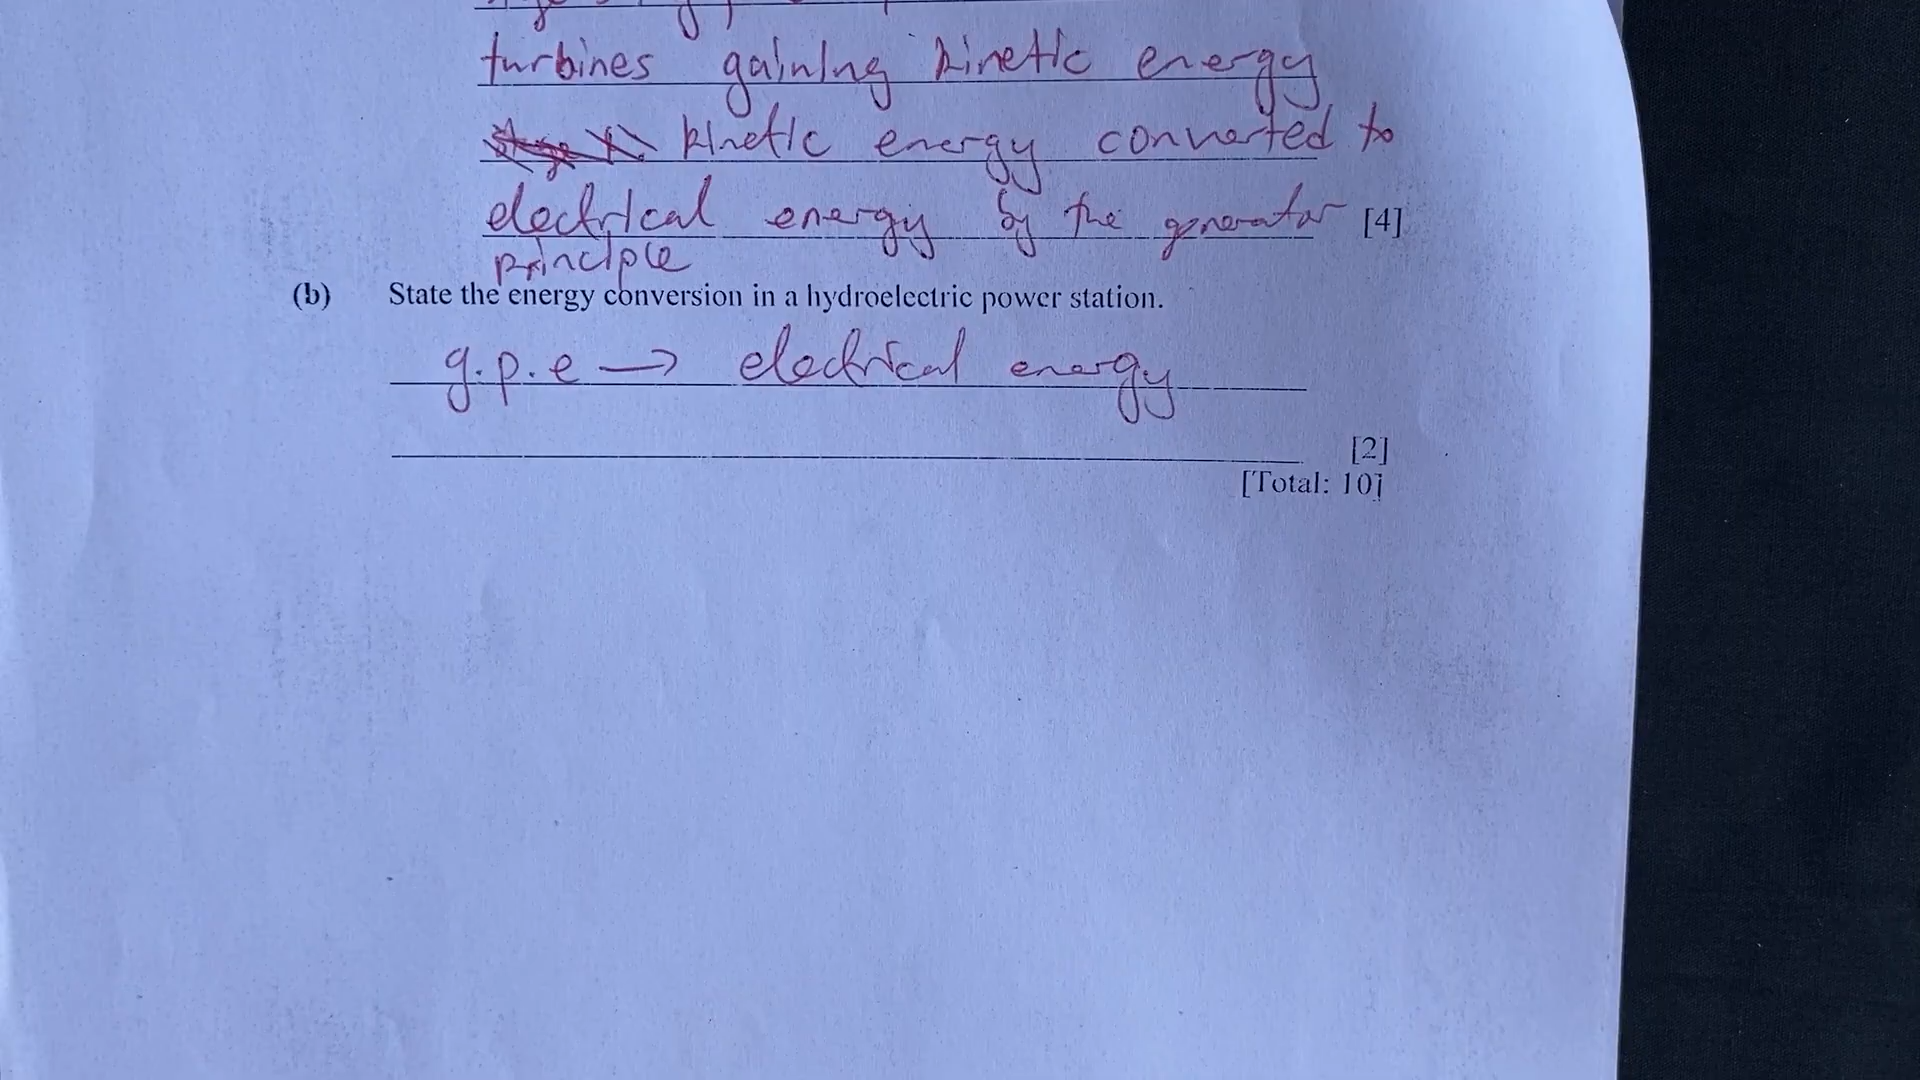 turbines gaining kinetic energy
kinetic energy converted to
electrical energy by the generator [4]
principle
(b) State the energy conversion in a hydroelectric power station.
g.p.e → electrical energy
[2]
[Total: 10]